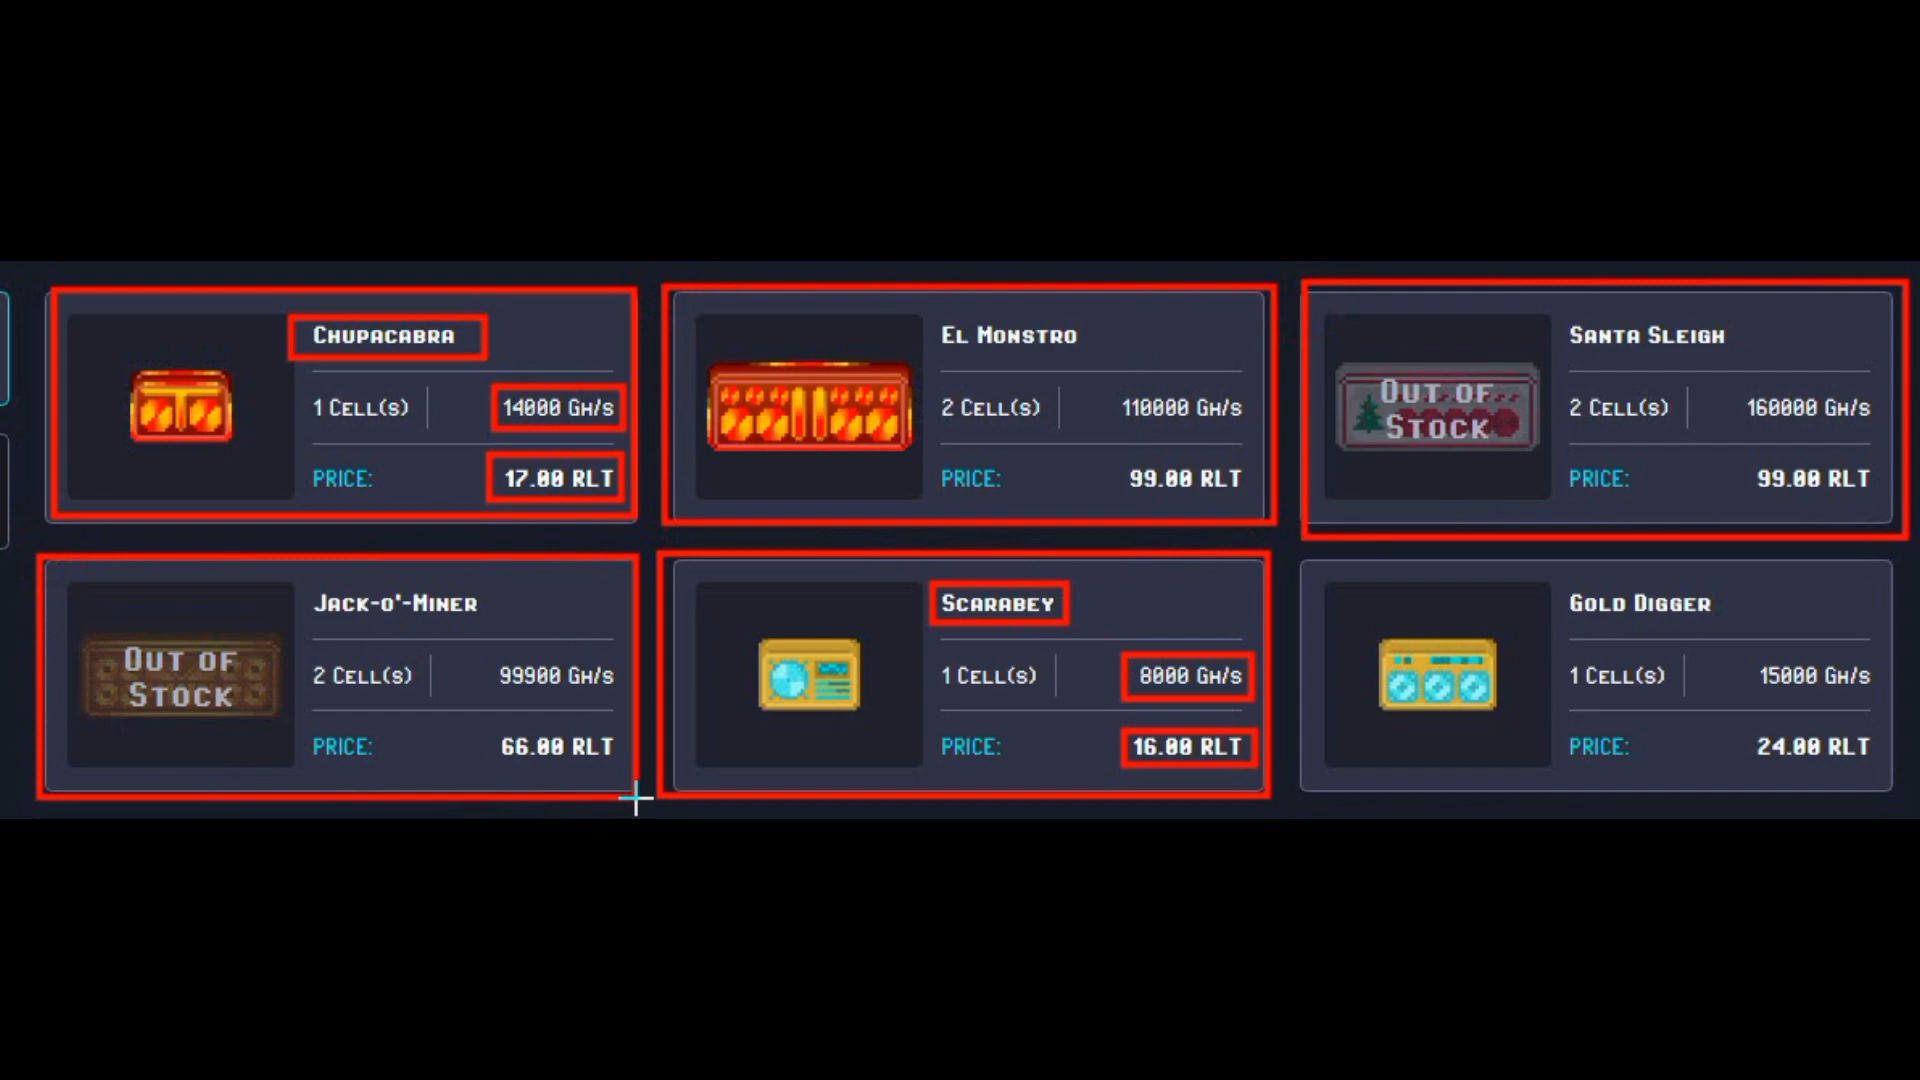 Chupacabra
1 Cell(s) 14000 Gh/s
PRICE: 17.00 RLT
El Monstro
2 Cell(s) 110000 Gh/s
PRICE: 99.00 RLT
Out of
Stock
Santa Sleigh
2 Cell(s) 160000 Gh/s
PRICE: 99.00 RLT
Out of
Stock
Jack-o'-Miner
2 Cell(s) 99900 Gh/s
PRICE: 66.00 RLT
Scarabey
1 Cell(s) 8000 Gh/s
PRICE: 16.00 RLT
Gold Digger
1 Cell(s) 15000 Gh/s
PRICE: 24.00 RLT